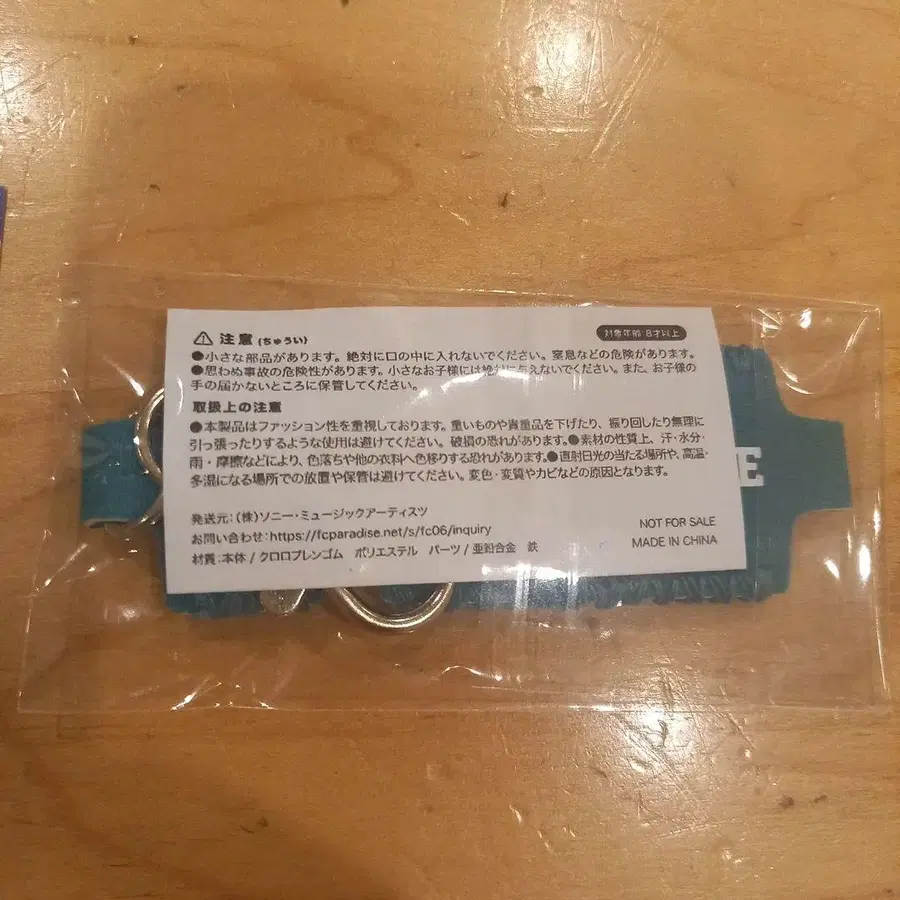 ⚠ 注意 (ちゅうい)
対象年齢:8才以上
●小さな部品があります。絶対に口の中に入れないでください。窒息などの危険があります。
●思わぬ事故の危険性があります。小さなお子様には絶対に与えないでください。また、お子様の
手の届かないところに保管してください。
取扱上の注意
●本製品はファッション性を重視しております。重いものや貴重品を下げたり、振り回したり無理に
引っ張ったりするような使用は避けてください。破損の恐れがあります。●素材の性質上、汗・水分・
雨・摩擦などにより、色落ちや他の衣料へ色移りする恐れがあります。●直射日光の当たる場所や、高温・
多湿になる場所での放置や保管は避けてください。変色・変質やカビなどの原因となります。
発送元:(株)ソニー・ミュージックアーティスツ
お問い合わせ:https://fcparadise.net/s/fc06/inquiry
材質:本体/クロロプレンゴム ポリエステル パーツ/亜鉛合金 鉄
NOT FOR SALE
MADE IN CHINA
E